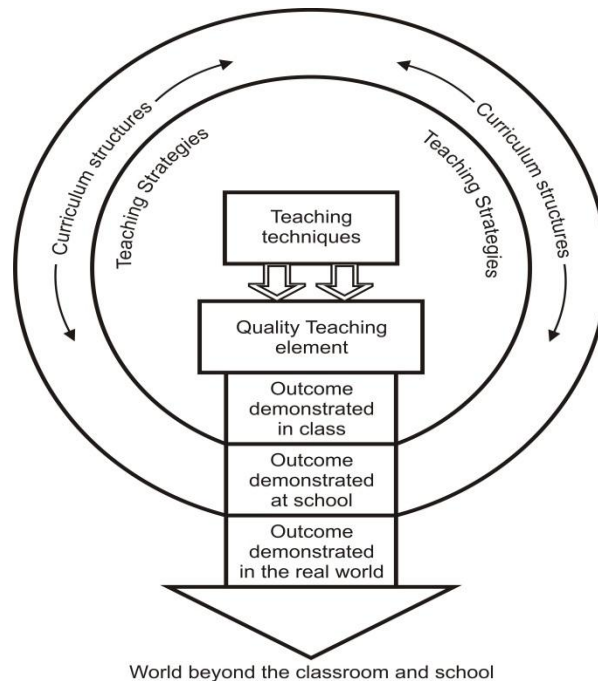 Curriculum structures
Curriculum structures
Teaching Strategies
Teaching Strategies
Teaching
techniques
Quality Teaching
element
Outcome
demonstrated
in class
Outcome
demonstrated
at school
Outcome
demonstrated
in the real world
World beyond the classroom and school